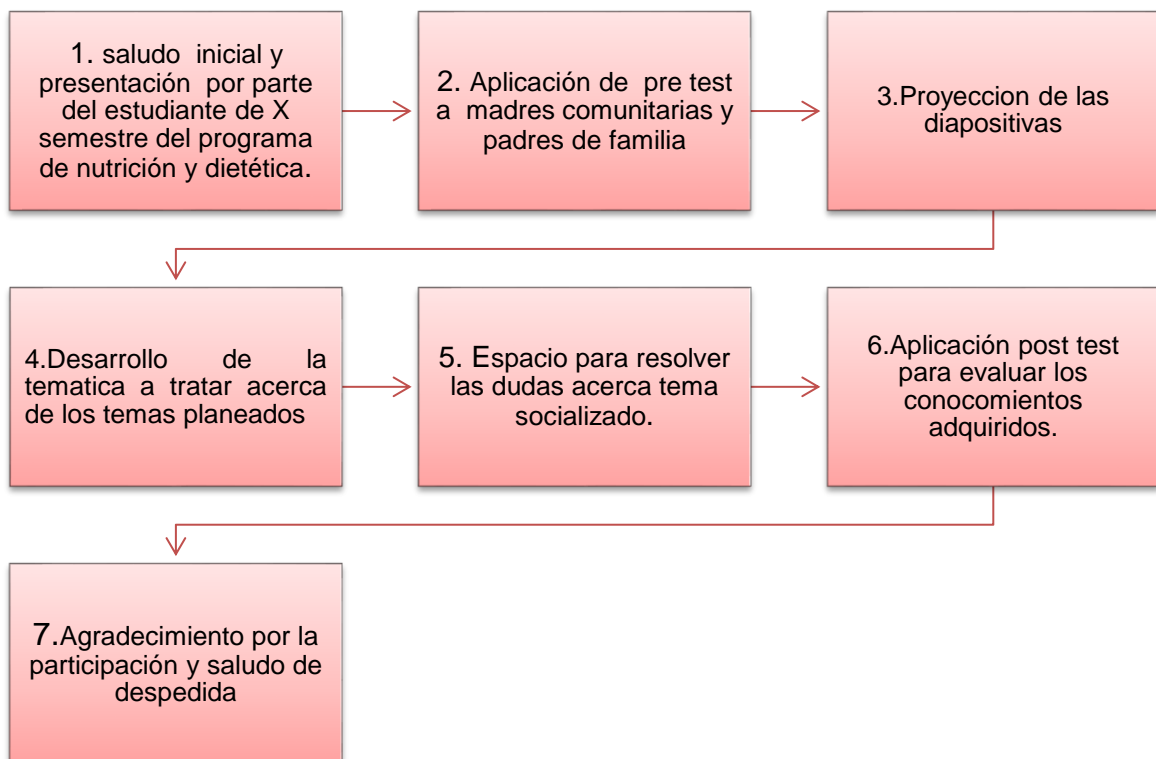 1. saludo inicial y
presentación por parte
del estudiante de X
semestre del programa
de nutrición y dietética.
2. Aplicación de pre test
a madres comunitarias y
padres de familia
3.Proyeccion de las
diapositivas
4.Desarrollo de la
tematica a tratar acerca
de los temas planeados
5. Espacio para resolver
las dudas acerca tema
socializado.
6.Aplicación post test
para evaluar los
conocomientos
adquiridos.
7.Agradecimiento por la
participación y saludo de
despedida